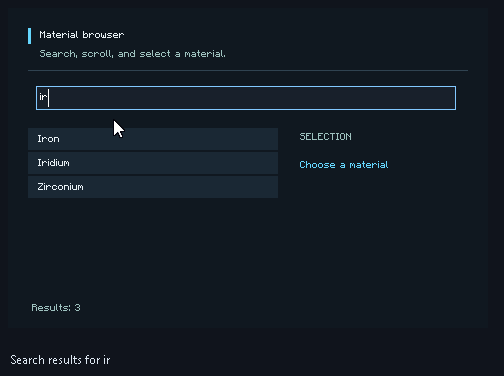 Material browser
Search, scroll, and select a material.
ir
Iron
Iridium
Zirconium
SELECTION
Choose a material
Results: 3
Search results for ir